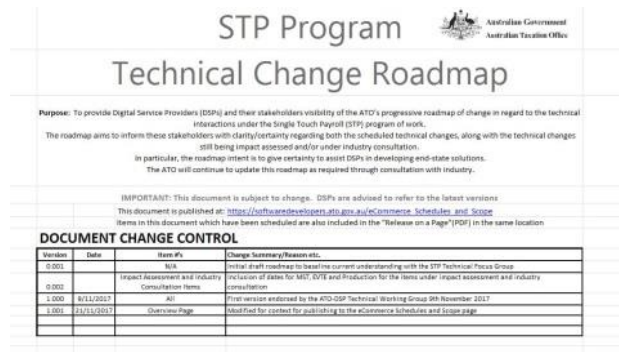 STP Program
Australian Government
Australian Taxation Office
Technical Change Roadmap
Purpose: To provide Digital Service Providers (DSPs) and their stakeholders visibility of the ATO's progressive roadmap of change in regard to the technical
interactions under the Single Touch Payroll (STP) program of work.
The roadmap aims to inform these stakeholders with clarity/certainty regarding both the scheduled technical changes, along with the technical changes
still being impact assessed and/or under industry consultation.
In particular, the roadmap intent is to give certainty to assist DSPs in developing end-state solutions.
The ATO will continue to update this roadmap as required through consultation with industry.
IMPORTANT: This document is subject to change. DSPs are advised to refer to the latest versions
This document is published at: https://softwaredevelopers.ato.gov.au/eCommerce_Schedules_and_Scope
Items in this document which have been scheduled are also included in the "Release on a Page"(PDF) in the same location
DOCUMENT CHANGE CONTROL
Version Date Item #'s Change Summary/Reason etc.
0.001 N/A Initial draft roadmap to baseline current understanding with the STP Technical Focus Group
Impact Assessment and Industry Inclusion of dates for MST, EVTE and Production for the items under impact assessment and industry
0.002 Consultation Items consultation
1.000 8/11/2017 All First version endorsed by the ATO-DSP Technical Working Group 9th November 2017
1.001 21/11/2017 Overview Page Modified for context for publishing to the eCommerce Schedules and Scope page